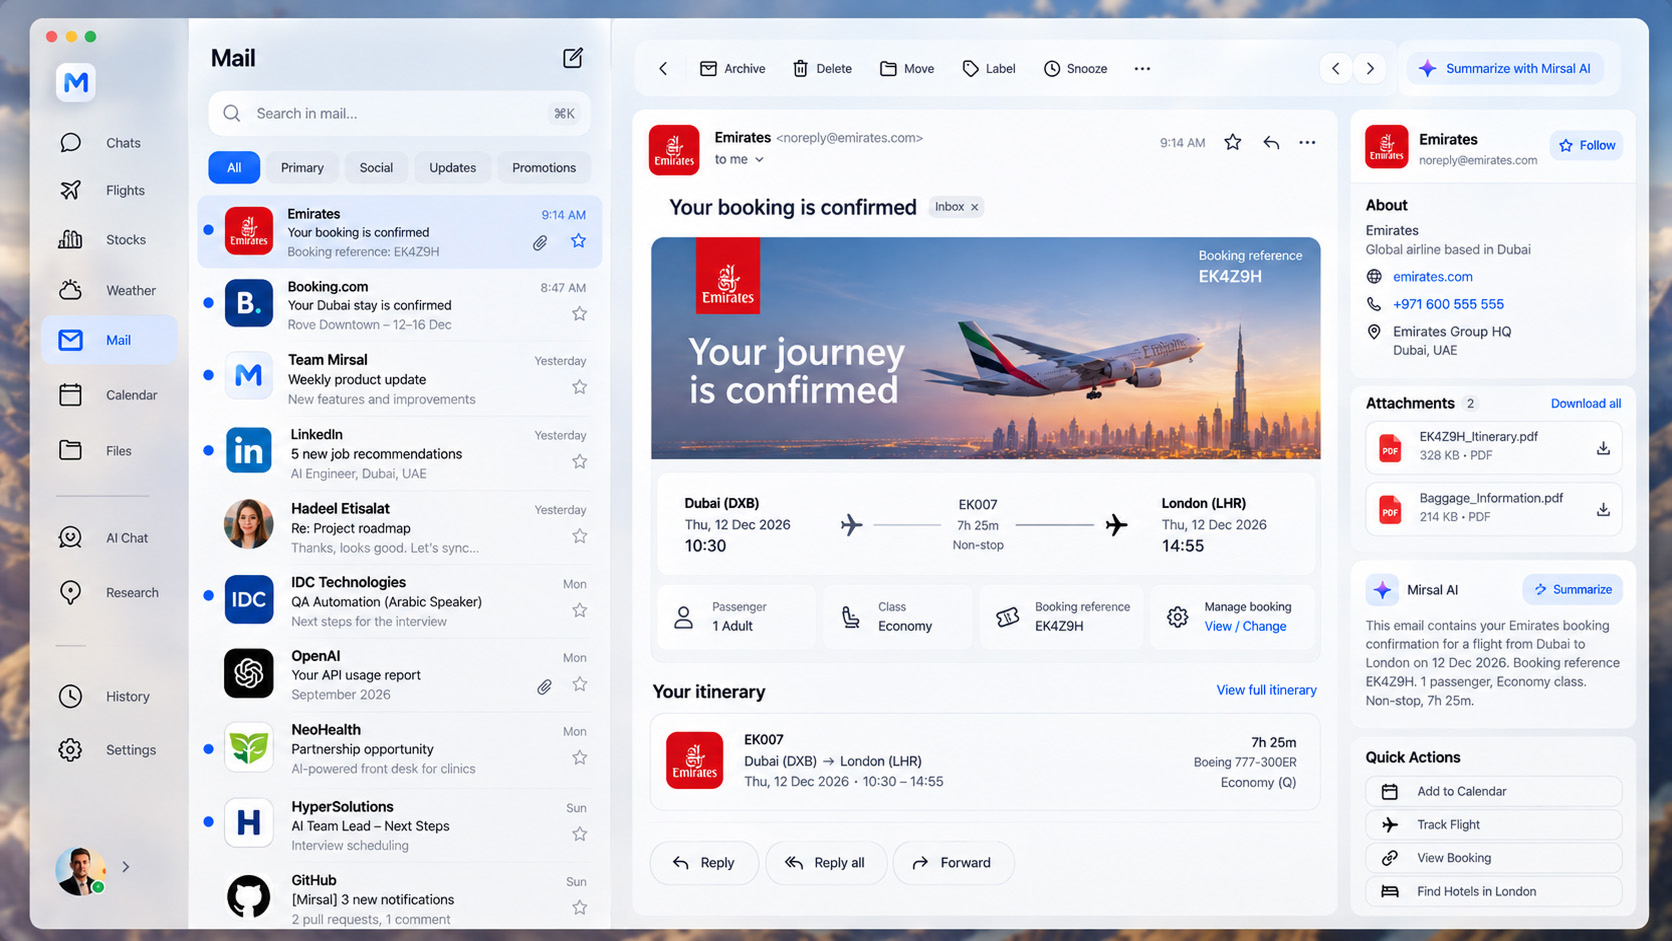 M
Chats
Flights
Stocks
Weather
Mail
Calendar
Files
AI Chat
Research
History
Settings
Mail
Search in mail...
⌘K
All
Primary
Social
Updates
Promotions
Emirates
Emirates
9:14 AM
Your booking is confirmed
Booking reference: EK4Z9H
B.
Booking.com
8:47 AM
Your Dubai stay is confirmed
Rove Downtown – 12–16 Dec
M
Team Mirsal
Yesterday
Weekly product update
New features and improvements
in
LinkedIn
Yesterday
5 new job recommendations
AI Engineer, Dubai, UAE
Hadeel Etisalat
Yesterday
Re: Project roadmap
Thanks, looks good. Let's sync...
IDC
IDC Technologies
Mon
QA Automation (Arabic Speaker)
Next steps for the interview
OpenAI
Mon
Your API usage report
September 2026
NeoHealth
Mon
Partnership opportunity
AI-powered front desk for clinics
H
HyperSolutions
Sun
AI Team Lead – Next Steps
Interview scheduling
GitHub
Sun
[Mirsal] 3 new notifications
2 pull requests, 1 comment
Archive
Delete
Move
Label
Snooze
Summarize with Mirsal AI
Emirates
Emirates <noreply@emirates.com>
to me
9:14 AM
Your booking is confirmed
Inbox ×
Emirates
Booking reference
EK4Z9H
Your journey
is confirmed
Emirates
Dubai (DXB)
Thu, 12 Dec 2026
10:30
EK007
7h 25m
Non-stop
London (LHR)
Thu, 12 Dec 2026
14:55
Passenger
1 Adult
Class
Economy
Booking reference
EK4Z9H
Manage booking
View / Change
Your itinerary
View full itinerary
Emirates
EK007
Dubai (DXB) → London (LHR)
Thu, 12 Dec 2026 • 10:30 – 14:55
7h 25m
Boeing 777-300ER
Economy (Q)
Reply
Reply all
Forward
Emirates
Emirates
noreply@emirates.com
Follow
About
Emirates
Global airline based in Dubai
emirates.com
+971 600 555 555
Emirates Group HQ
Dubai, UAE
Attachments 2
Download all
PDF
EK4Z9H_Itinerary.pdf
328 KB • PDF
PDF
Baggage_Information.pdf
214 KB • PDF
Mirsal AI
Summarize
This email contains your Emirates booking
confirmation for a flight from Dubai to
London on 12 Dec 2026. Booking reference
EK4Z9H. 1 passenger, Economy class.
Non-stop, 7h 25m.
Quick Actions
Add to Calendar
Track Flight
View Booking
Find Hotels in London